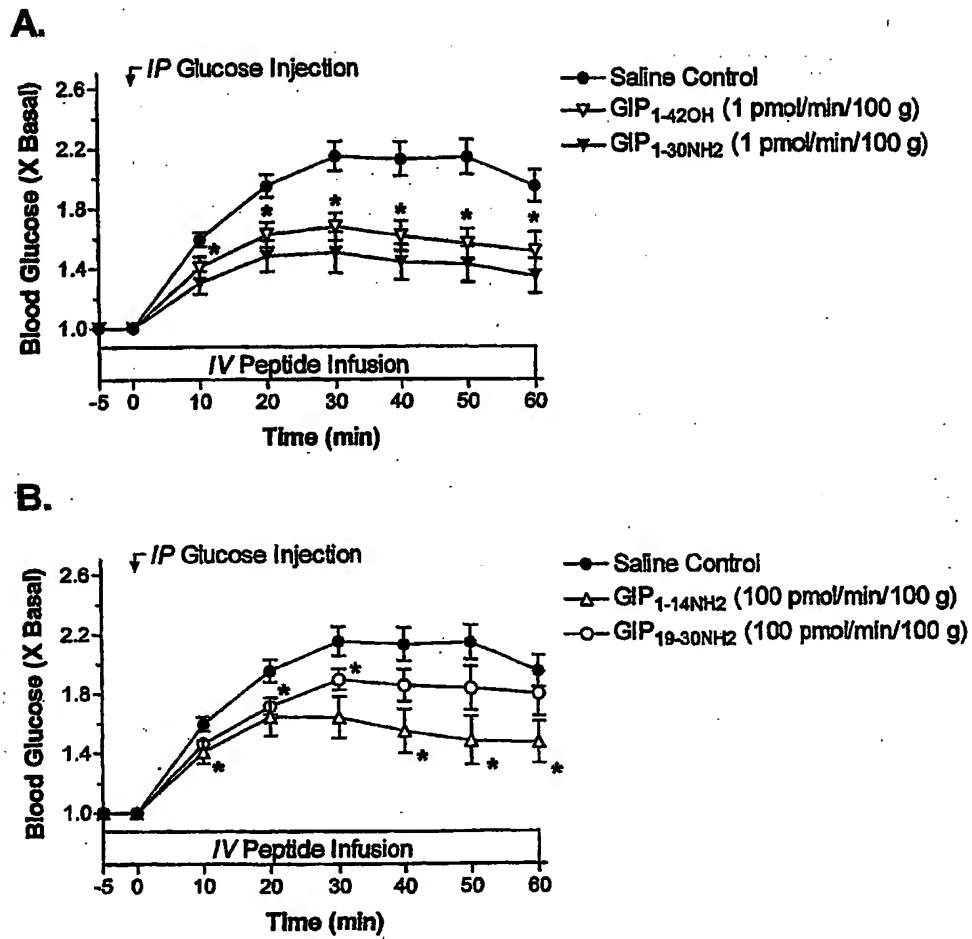 A.
IP Glucose Injection
Saline Control
GIP1-42OH (1 pmol/min/100 g)
GIP1-30NH2 (1 pmol/min/100 g)
Blood Glucose (X Basal)
2.6
2.2
1.8
1.4
1.0
*
*
*
*
*
*
IV Peptide Infusion
-5 0 10 20 30 40 50 60
Time (min)
B.
IP Glucose Injection
Saline Control
GIP1-14NH2 (100 pmol/min/100 g)
GIP19-30NH2 (100 pmol/min/100 g)
Blood Glucose (X Basal)
2.6
2.2
1.8
1.4
1.0
*
*
*
*
*
*
IV Peptide Infusion
-5 0 10 20 30 40 50 60
Time (min)